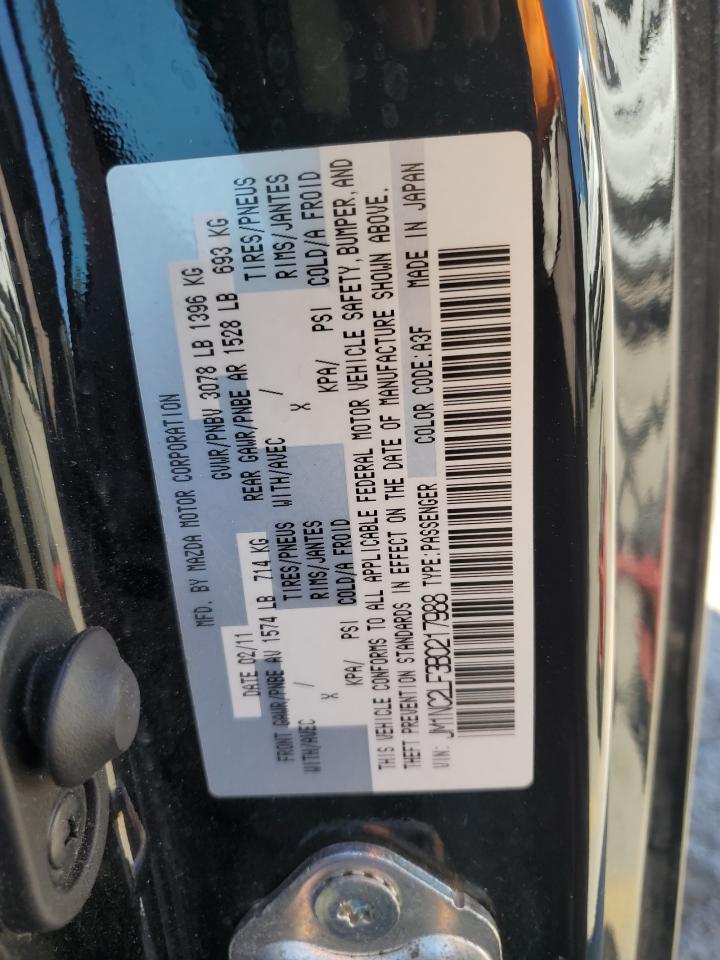 MFD. BY MAZDA MOTOR CORPORATION
DATE 02/11 GVWR/PNBV 3078 LB 1396 KG
FRONT GAWR/PNBE AV 1574 LB 714 KG REAR GAWR/PNBE AR 1528 LB 693 KG
WITH/AVEC / TIRES/PNEUS WITH/AVEC / TIRES/PNEUS
X RIMS/JANTES X RIMS/JANTES
KPA/ PSI COLD/A FROID KPA/ PSI COLD/A FROID
THIS VEHICLE CONFORMS TO ALL APPLICABLE FEDERAL MOTOR VEHICLE SAFETY, BUMPER, AND
THEFT PREVENTION STANDARDS IN EFFECT ON THE DATE OF MANUFACTURE SHOWN ABOVE.
VIN: JM1NC2LF3B0217988 TYPE:PASSENGER COLOR CODE:A3F MADE IN JAPAN